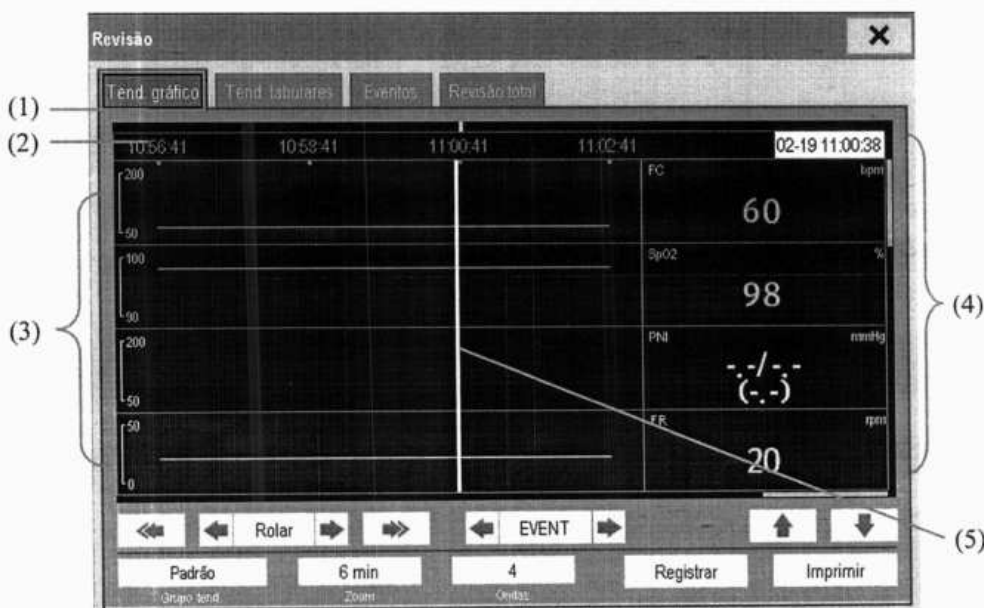 Revisão
Tend. gráfico Tend. tabulares Eventos Revisão total
(1)
(2)
10:56:41 10:58:41 11:00:41 11:02:41 02-19 11:00:38
200
50
FC bpm
60
100
90
SpO2 %
98
(3)
(4)
200
50
PNI mmHg
-.-/-.-
(-.-)
50
0
FR rpm
20
Rolar EVENT
(5)
Padrão 6 min 4 Registrar Imprimir
Grupo tend. Zoom Ondas